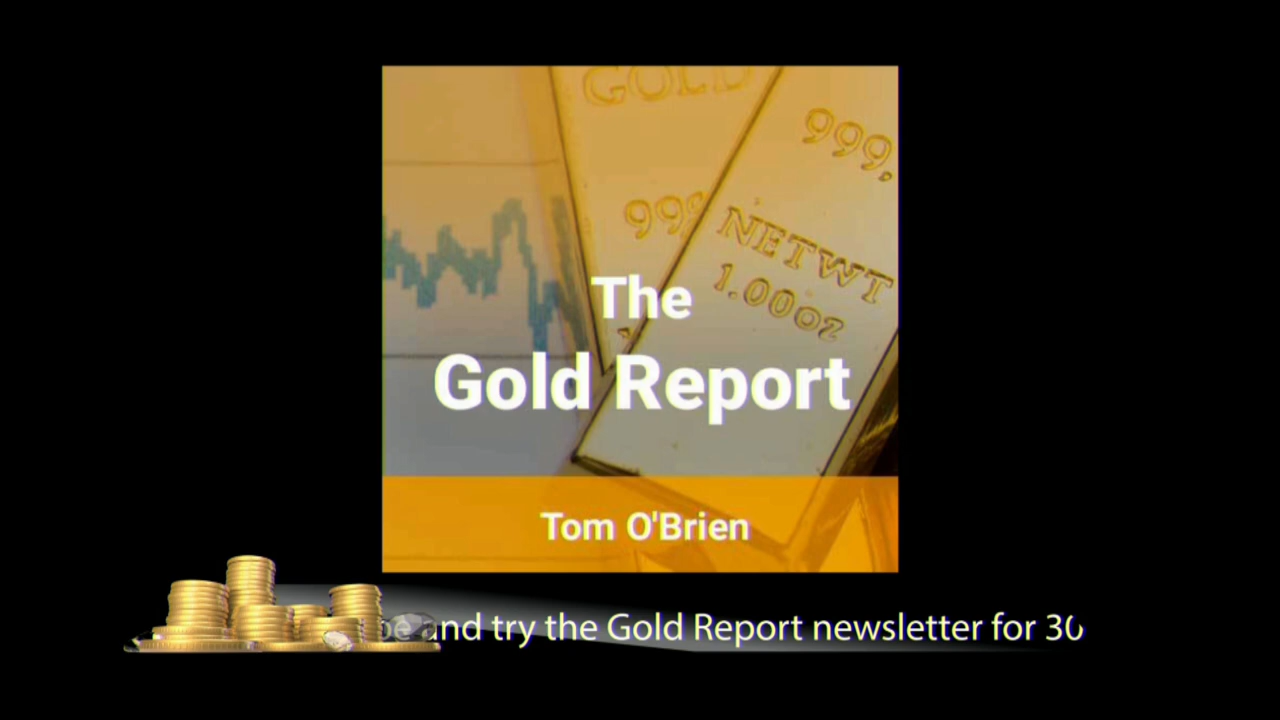 GOLD
999.
999
NETWT
1.00oz
The
Gold Report
Tom O'Brien
and try the Gold Report newsletter for 30